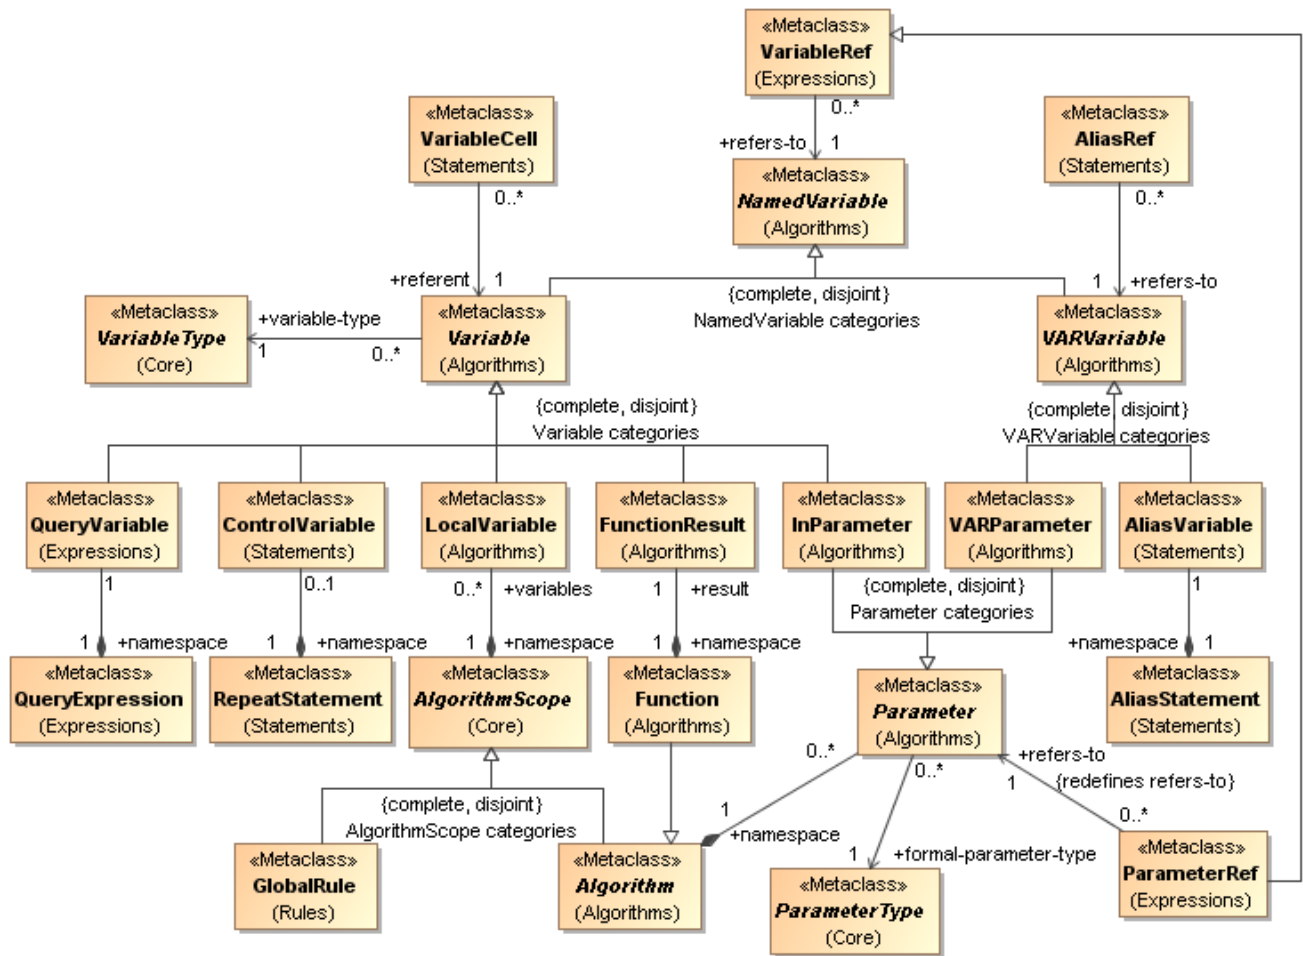 «Metaclass»
VariableRef
(Expressions)
0..*
+refers-to 1
«Metaclass»
VariableCell
(Statements)
0..*
«Metaclass»
AliasRef
(Statements)
0..*
«Metaclass»
NamedVariable
(Algorithms)
+referent 1
{complete, disjoint}
NamedVariable categories
1 +refers-to
«Metaclass»
VariableType
(Core)
+variable-type
1
0..*
«Metaclass»
Variable
(Algorithms)
«Metaclass»
VARVariable
(Algorithms)
{complete, disjoint}
Variable categories
{complete, disjoint}
VARVariable categories
«Metaclass»
QueryVariable
(Expressions)
«Metaclass»
ControlVariable
(Statements)
«Metaclass»
LocalVariable
(Algorithms)
«Metaclass»
FunctionResult
(Algorithms)
«Metaclass»
InParameter
(Algorithms)
«Metaclass»
VARParameter
(Algorithms)
«Metaclass»
AliasVariable
(Statements)
1
0..1
0..* +variables
1 +result
{complete, disjoint}
Parameter categories
1
1 +namespace
1 +namespace
1 +namespace
1 +namespace
+namespace 1
«Metaclass»
QueryExpression
(Expressions)
«Metaclass»
RepeatStatement
(Statements)
«Metaclass»
AlgorithmScope
(Core)
«Metaclass»
Function
(Algorithms)
«Metaclass»
Parameter
(Algorithms)
«Metaclass»
AliasStatement
(Statements)
0..*
0..*
+refers-to
1
{redefines refers-to}
0..*
{complete, disjoint}
AlgorithmScope categories
1
+namespace
1
+formal-parameter-type
«Metaclass»
GlobalRule
(Rules)
«Metaclass»
Algorithm
(Algorithms)
«Metaclass»
ParameterType
(Core)
«Metaclass»
ParameterRef
(Expressions)